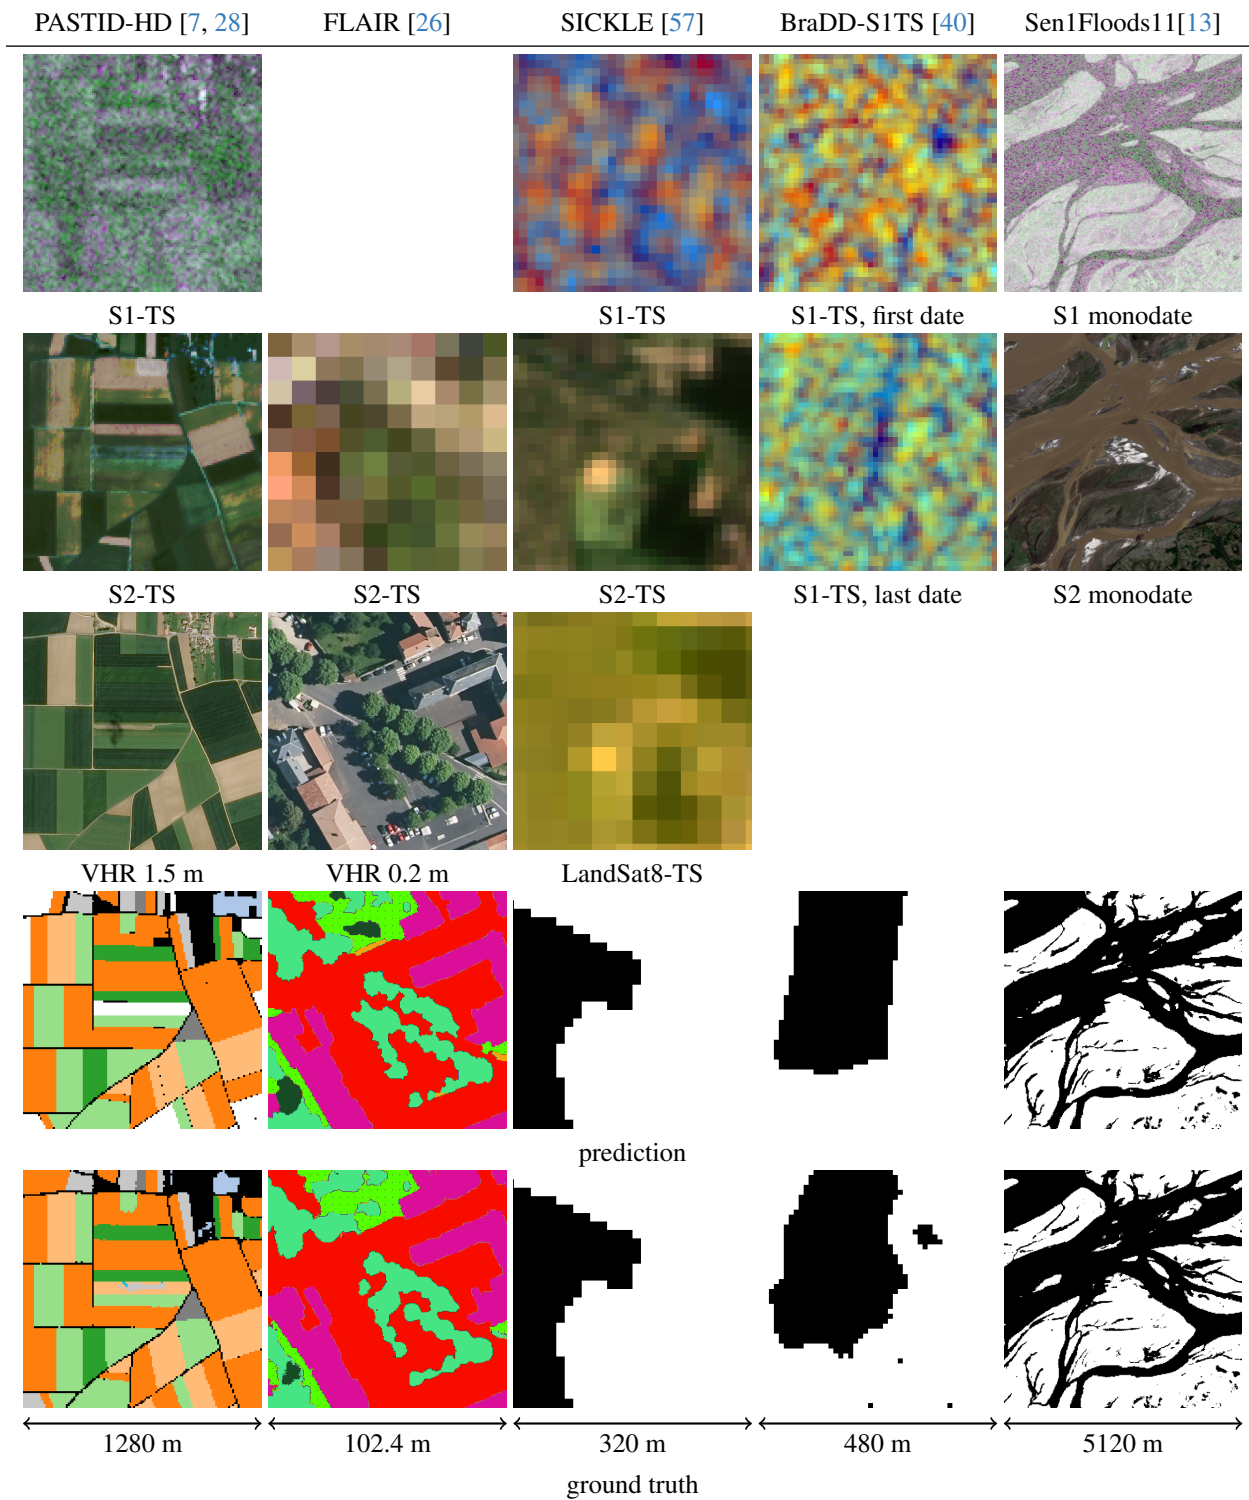 PASTID-HD [7, 28] FLAIR [26] SICKLE [57] BraDD-S1TS [40] Sen1Floods11[13]
S1-TS S1-TS S1-TS, first date S1 monodate
S2-TS S2-TS S2-TS S1-TS, last date S2 monodate
VHR 1.5 m VHR 0.2 m LandSat8-TS
prediction
1280 m 102.4 m 320 m 480 m 5120 m
ground truth